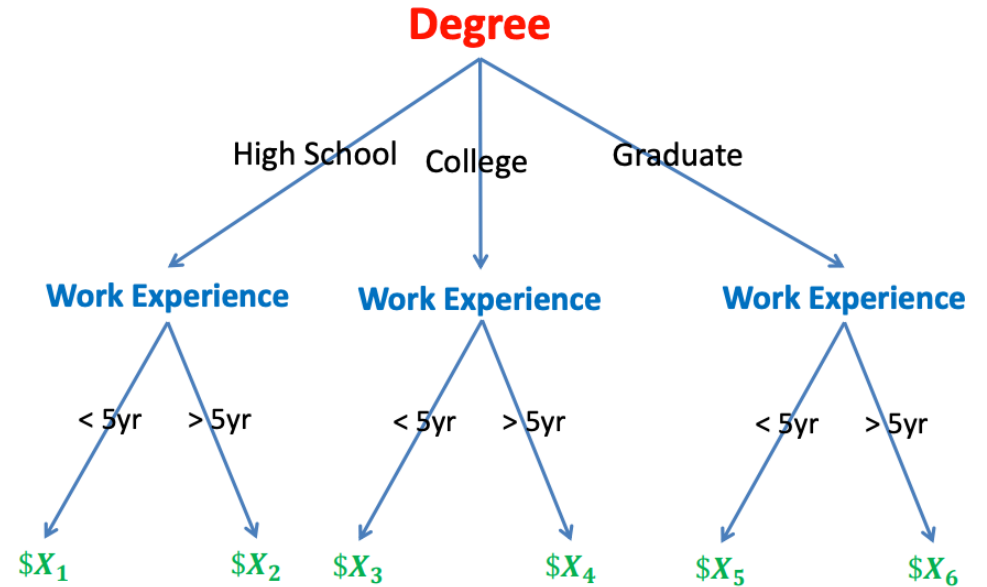 Degree
High School College Graduate
Work Experience Work Experience Work Experience
< 5yr > 5yr < 5yr > 5yr < 5yr > 5yr
$X₁ $X₂ $X₃ $X₄ $X₅ $X₆